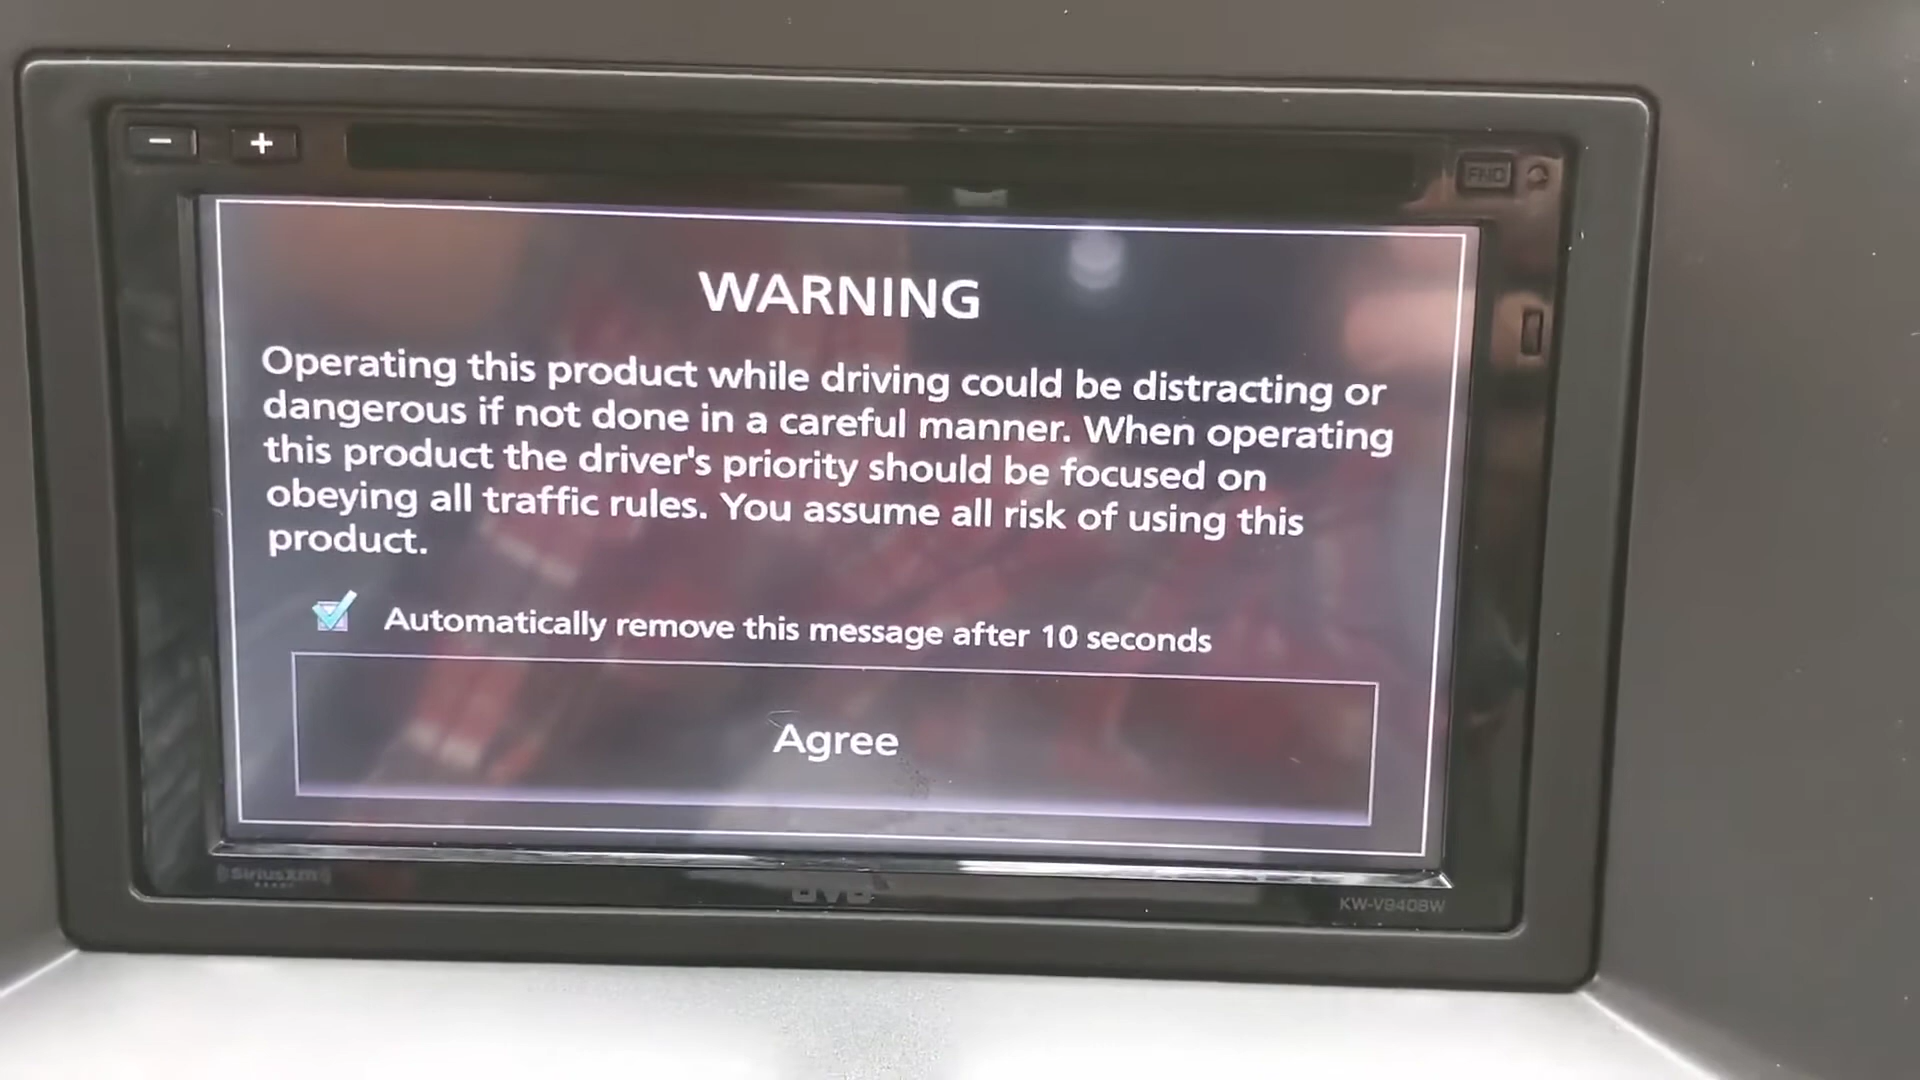 − +
FND
WARNING
Operating this product while driving could be distracting or
dangerous if not done in a careful manner. When operating
this product the driver's priority should be focused on
obeying all traffic rules. You assume all risk of using this
product.
Automatically remove this message after 10 seconds
Agree
SiriusXM
READY
KW-V940BW